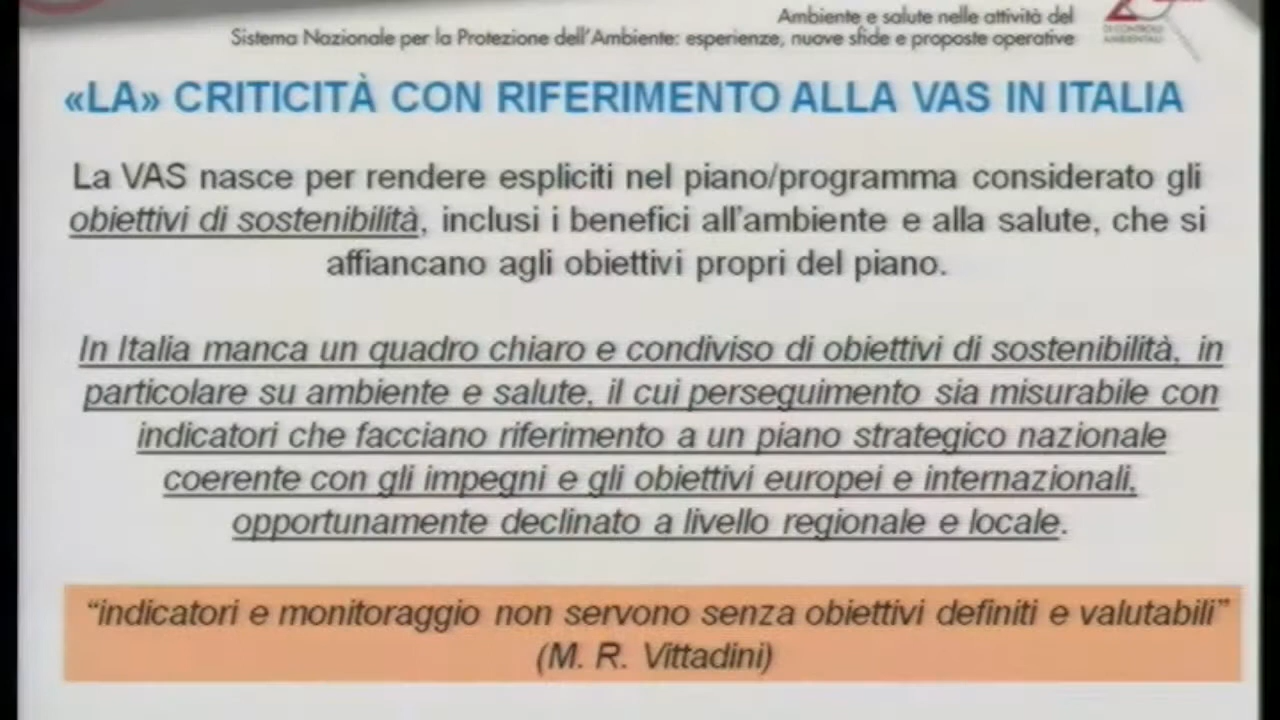 Ambiente e salute nelle attività del
Sistema Nazionale per la Protezione dell'Ambiente: esperienze, nuove sfide e proposte operative
DI CONTROLLI
AMBIENTALI
«LA» CRITICITÀ CON RIFERIMENTO ALLA VAS IN ITALIA
La VAS nasce per rendere espliciti nel piano/programma considerato gli
obiettivi di sostenibilità, inclusi i benefici all'ambiente e alla salute, che si
affiancano agli obiettivi propri del piano.
In Italia manca un quadro chiaro e condiviso di obiettivi di sostenibilità, in
particolare su ambiente e salute, il cui perseguimento sia misurabile con
indicatori che facciano riferimento a un piano strategico nazionale
coerente con gli impegni e gli obiettivi europei e internazionali,
opportunamente declinato a livello regionale e locale.
“indicatori e monitoraggio non servono senza obiettivi definiti e valutabili”
(M. R. Vittadini)